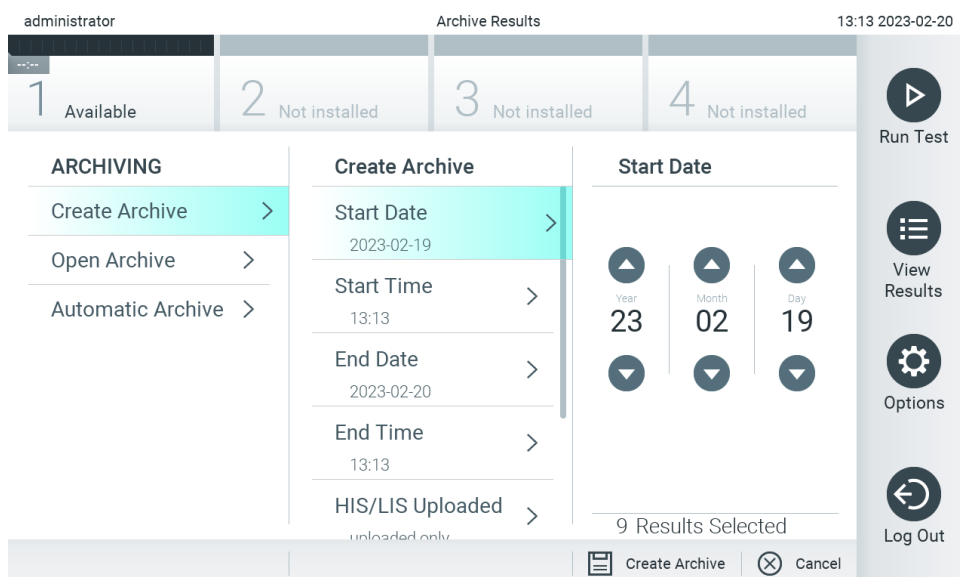 administrator Archive Results 13:13 2023-02-20
--:--
1 Available 2 Not installed 3 Not installed 4 Not installed
Run Test
ARCHIVING
Create Archive
Open Archive
Automatic Archive
Create Archive
Start Date
2023-02-19
Start Time
13:13
End Date
2023-02-20
End Time
13:13
HIS/LIS Uploaded
uploaded only
Start Date
Year Month Day
23 02 19
9 Results Selected
View
Results
Options
Log Out
Create Archive Cancel